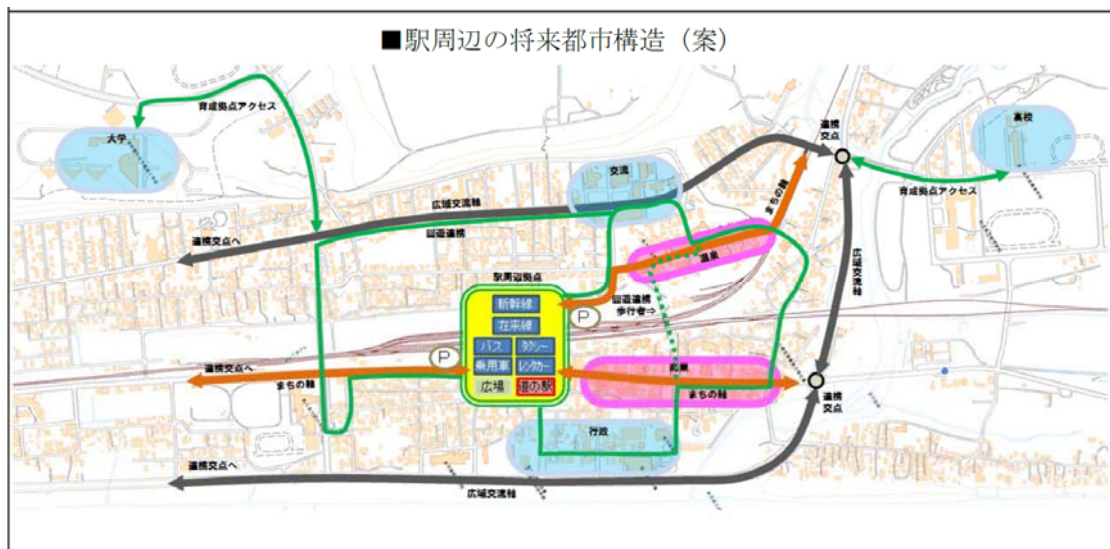 ■駅周辺の将来都市構造（案）
育成拠点アクセス
大学
連携
交点
高校
交流
育成拠点アクセス
まちの軸
広域交流軸
回遊連携
連携交点へ
温泉
広域交流軸
駅周辺拠点
新幹線
回遊連携
歩行者⇒
P
在来線
P
バス
タクシー
連携交点へ
乗用車
レンタカー
商業
まちの軸
広場
道の駅
まちの軸
連携
交点
行政
連携交点へ
広域交流軸